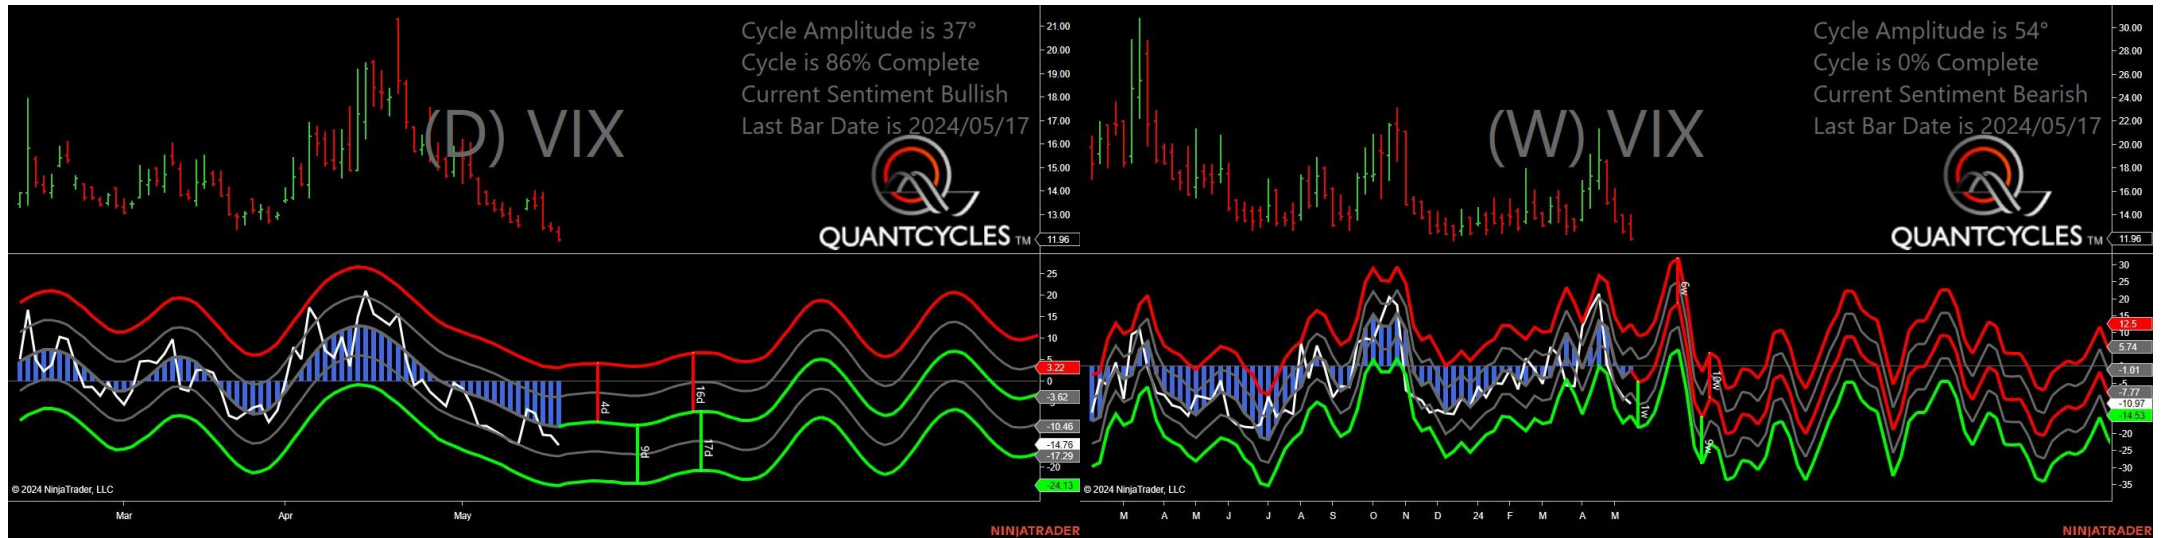 Cycle Amplitude is 37°
Cycle is 86% Complete
Current Sentiment Bullish
Last Bar Date is 2024/05/17
(D) VIX
QUANTCYCLES TM
21.00
20.00
19.00
18.00
17.00
16.00
15.00
14.00
13.00
11.96
25
20
15
10
5
3.22
0
-3.62
-10.46
-14.76
-17.29
-20
-24.13
4d
9d
16d
17d
© 2024 NinjaTrader, LLC
Mar
Apr
May
NINJATRADER
Cycle Amplitude is 54°
Cycle is 0% Complete
Current Sentiment Bearish
Last Bar Date is 2024/05/17
(W) VIX
QUANTCYCLES TM
30.00
28.00
26.00
24.00
22.00
20.00
18.00
16.00
14.00
11.96
30
25
20
15
12.5
10
5.74
-1.01
-5
-7.77
-10.97
-14.53
-20
-25
-30
-35
1w
6w
9w
10w
© 2024 NinjaTrader, LLC
M A M J J A S O N D 24 F M A M
NINJATRADER